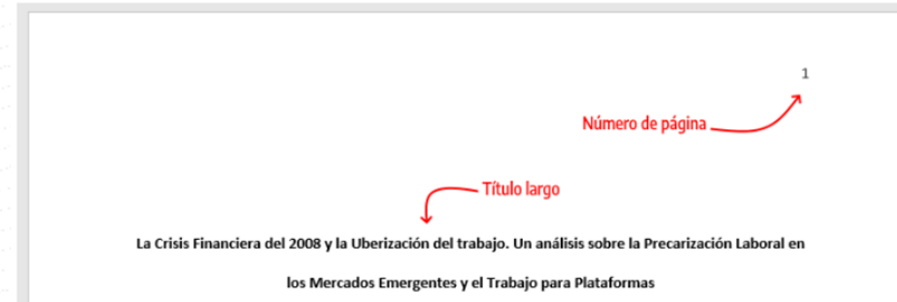 1
Número de página
Título largo
La Crisis Financiera del 2008 y la Uberización del trabajo. Un análisis sobre la Precarización Laboral en
los Mercados Emergentes y el Trabajo para Plataformas